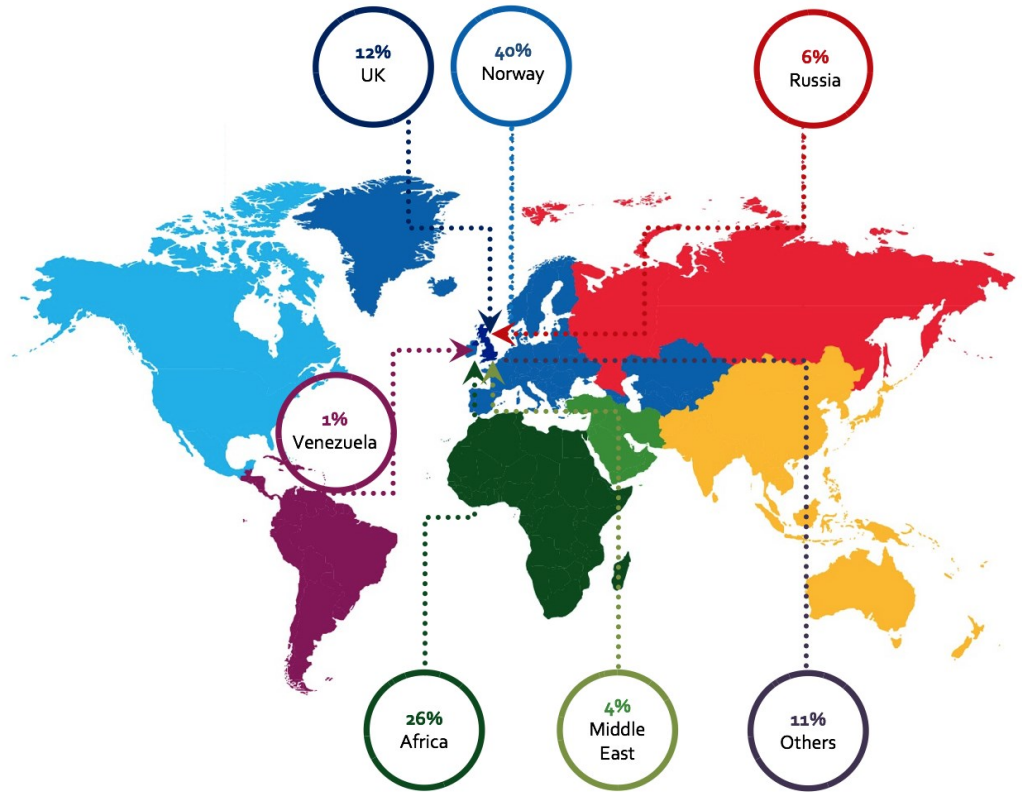 12%
UK
40%
Norway
6%
Russia
1%
Venezuela
26%
Africa
4%
Middle
East
11%
Others